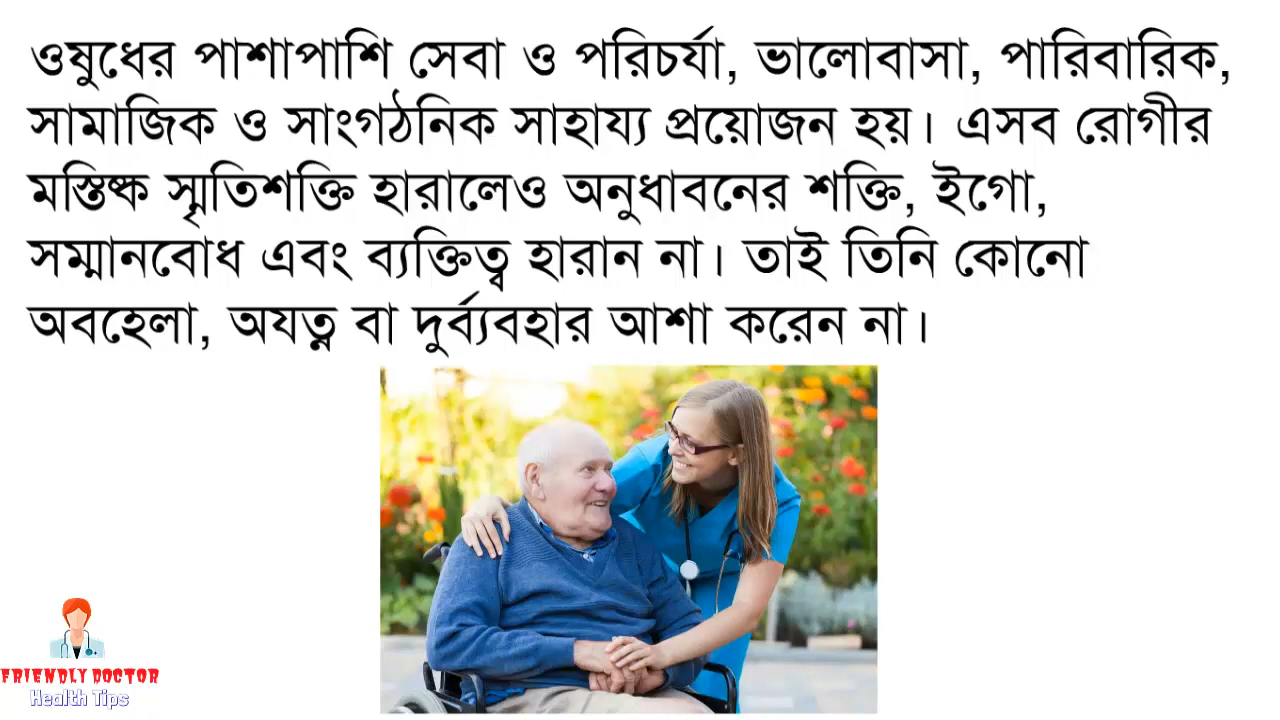 ওষুধের পাশাপাশি সেবা ও পরিচর্যা, ভালোবাসা, পারিবারিক,
সামাজিক ও সাংগঠনিক সাহায্য প্রয়োজন হয়। এসব রোগীর
মস্তিষ্ক স্মৃতিশক্তি হারালেও অনুধাবনের শক্তি, ইগো,
সম্মানবোধ এবং ব্যক্তিত্ব হারান না। তাই তিনি কোনো
অবহেলা, অযত্ন বা দুর্ব্যবহার আশা করেন না।
FRIENDLY DOCTOR
Health Tips